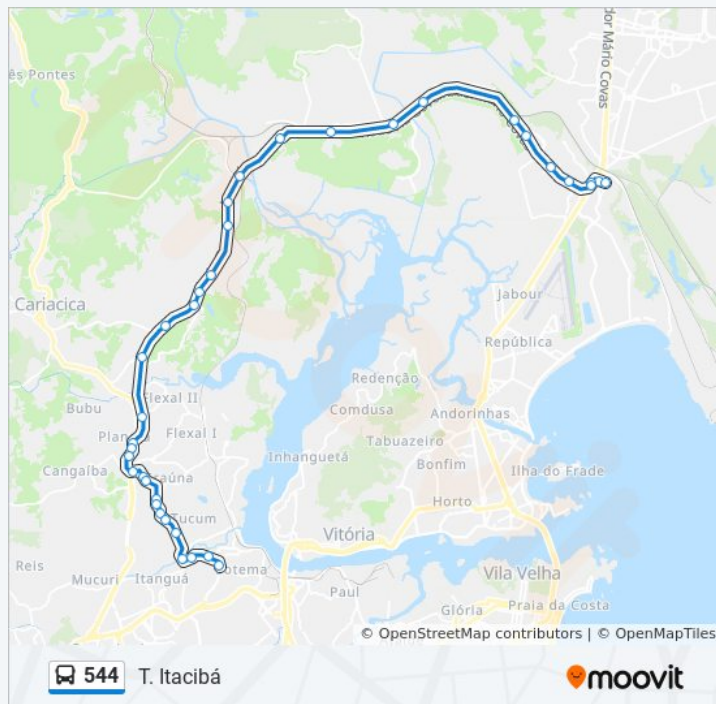 dor Mário Covas
ês Pontes
Cariacica
Jabour
República
Redenção
Comdusa
Andorinhas
Flexal II
Bubu
Flexal I
Tabuazeiro
Inhanguetá
Bonfim
Ilha do Frade
Cangaíba
Horto
Tucum
Vitória
Vila Velha
Reis
Mucuri
Itanguá
Paul
Glória
Praia da Costa
© OpenStreetMap contributors | © OpenMapTiles
544 T. Itacibá
moovit